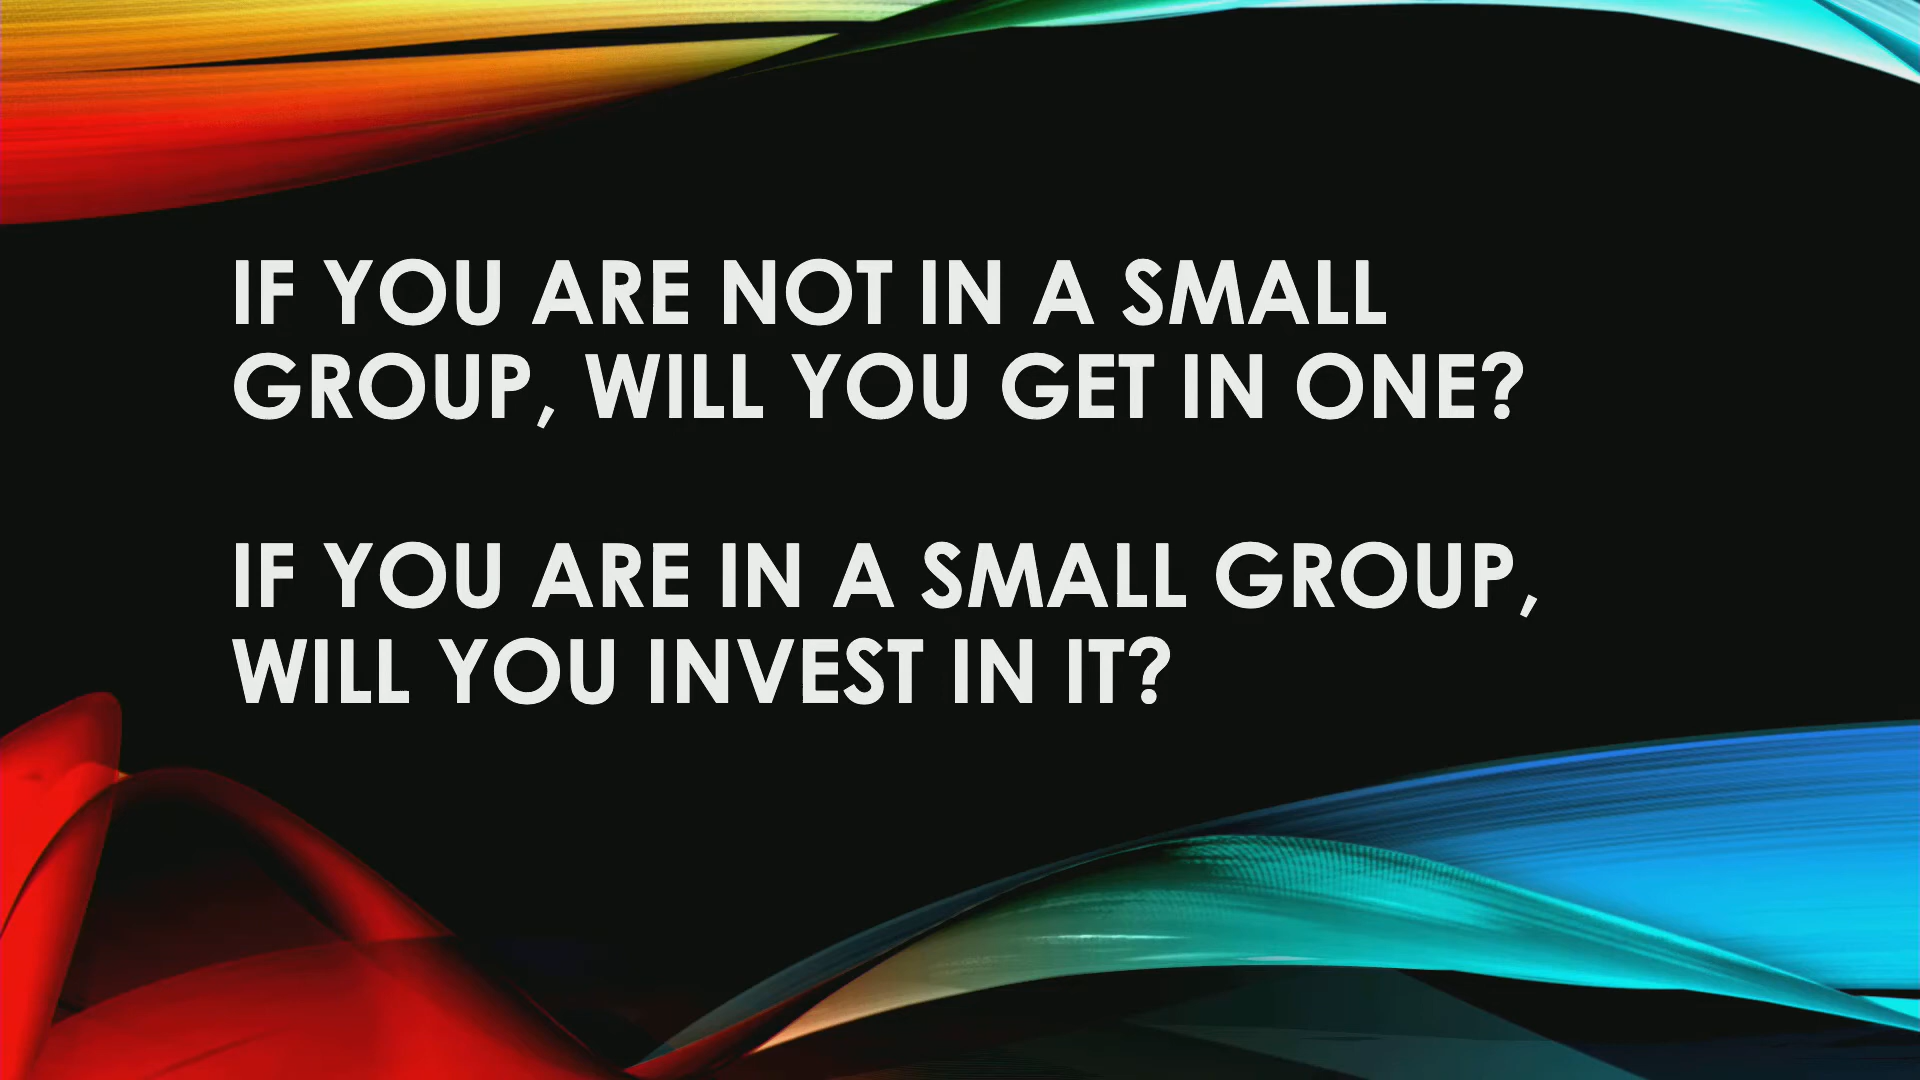 IF YOU ARE NOT IN A SMALL
GROUP, WILL YOU GET IN ONE?
IF YOU ARE IN A SMALL GROUP,
WILL YOU INVEST IN IT?